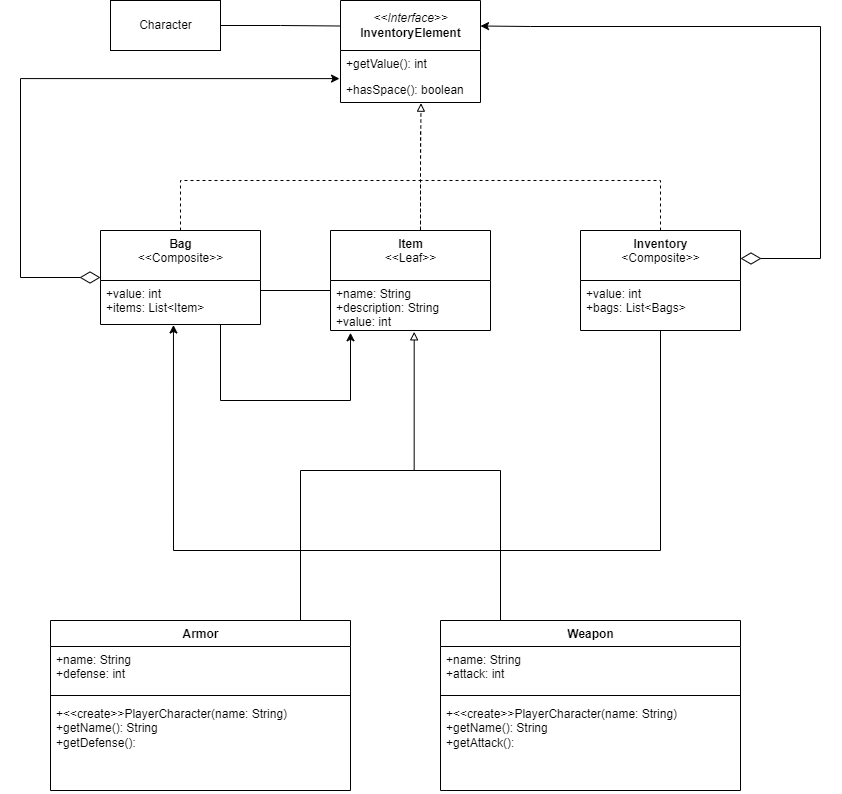 Character
<<Interface>>
InventoryElement
+getValue(): int
+hasSpace(): boolean
Bag
<<Composite>>
+value: int
+items: List<Item>
Item
<<Leaf>>
+name: String
+description: String
+value: int
Inventory
<Composite>>
+value: int
+bags: List<Bags>
Armor
+name: String
+defense: int
+<<create>>PlayerCharacter(name: String)
+getName(): String
+getDefense():
Weapon
+name: String
+attack: int
+<<create>>PlayerCharacter(name: String)
+getName(): String
+getAttack():